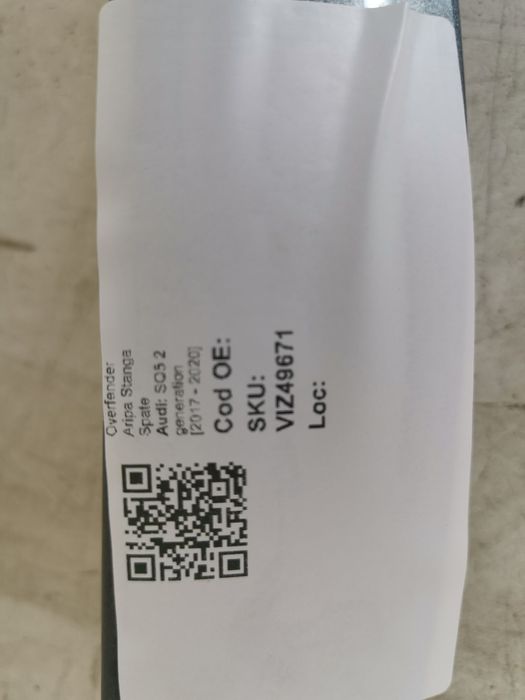 Overfender
Aripa Stanga
Spate
Audi: SQ5 2
generation
[2017 - 2020]
Cod OE:
SKU:
VIZ49671
Loc: